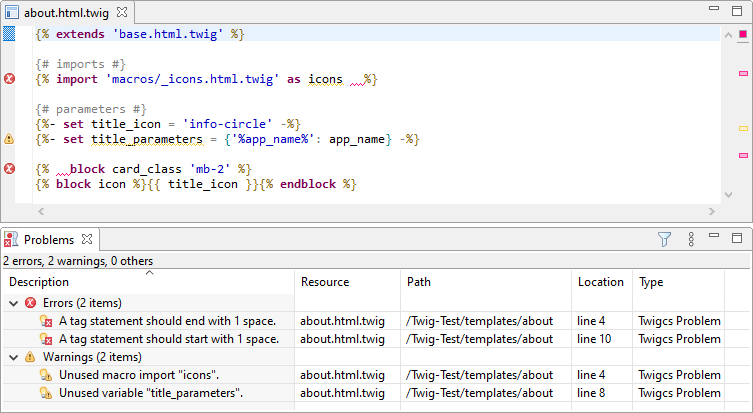 about.html.twig
{% extends 'base.html.twig' %}
{# imports #}
{% import 'macros/_icons.html.twig' as icons   %}
{# parameters #}
{%- set title_icon = 'info-circle' -%}
{%- set title_parameters = {'%app_name%': app_name} -%}
{%   block card_class 'mb-2' %}
{% block icon %}{{ title_icon }}{% endblock %}
Problems
2 errors, 2 warnings, 0 others
Description Resource Path Location Type
Errors (2 items)
A tag statement should end with 1 space. about.html.twig /Twig-Test/templates/about line 4 Twigcs Problem
A tag statement should start with 1 space. about.html.twig /Twig-Test/templates/about line 10 Twigcs Problem
Warnings (2 items)
Unused macro import "icons". about.html.twig /Twig-Test/templates/about line 4 Twigcs Problem
Unused variable "title_parameters". about.html.twig /Twig-Test/templates/about line 8 Twigcs Problem